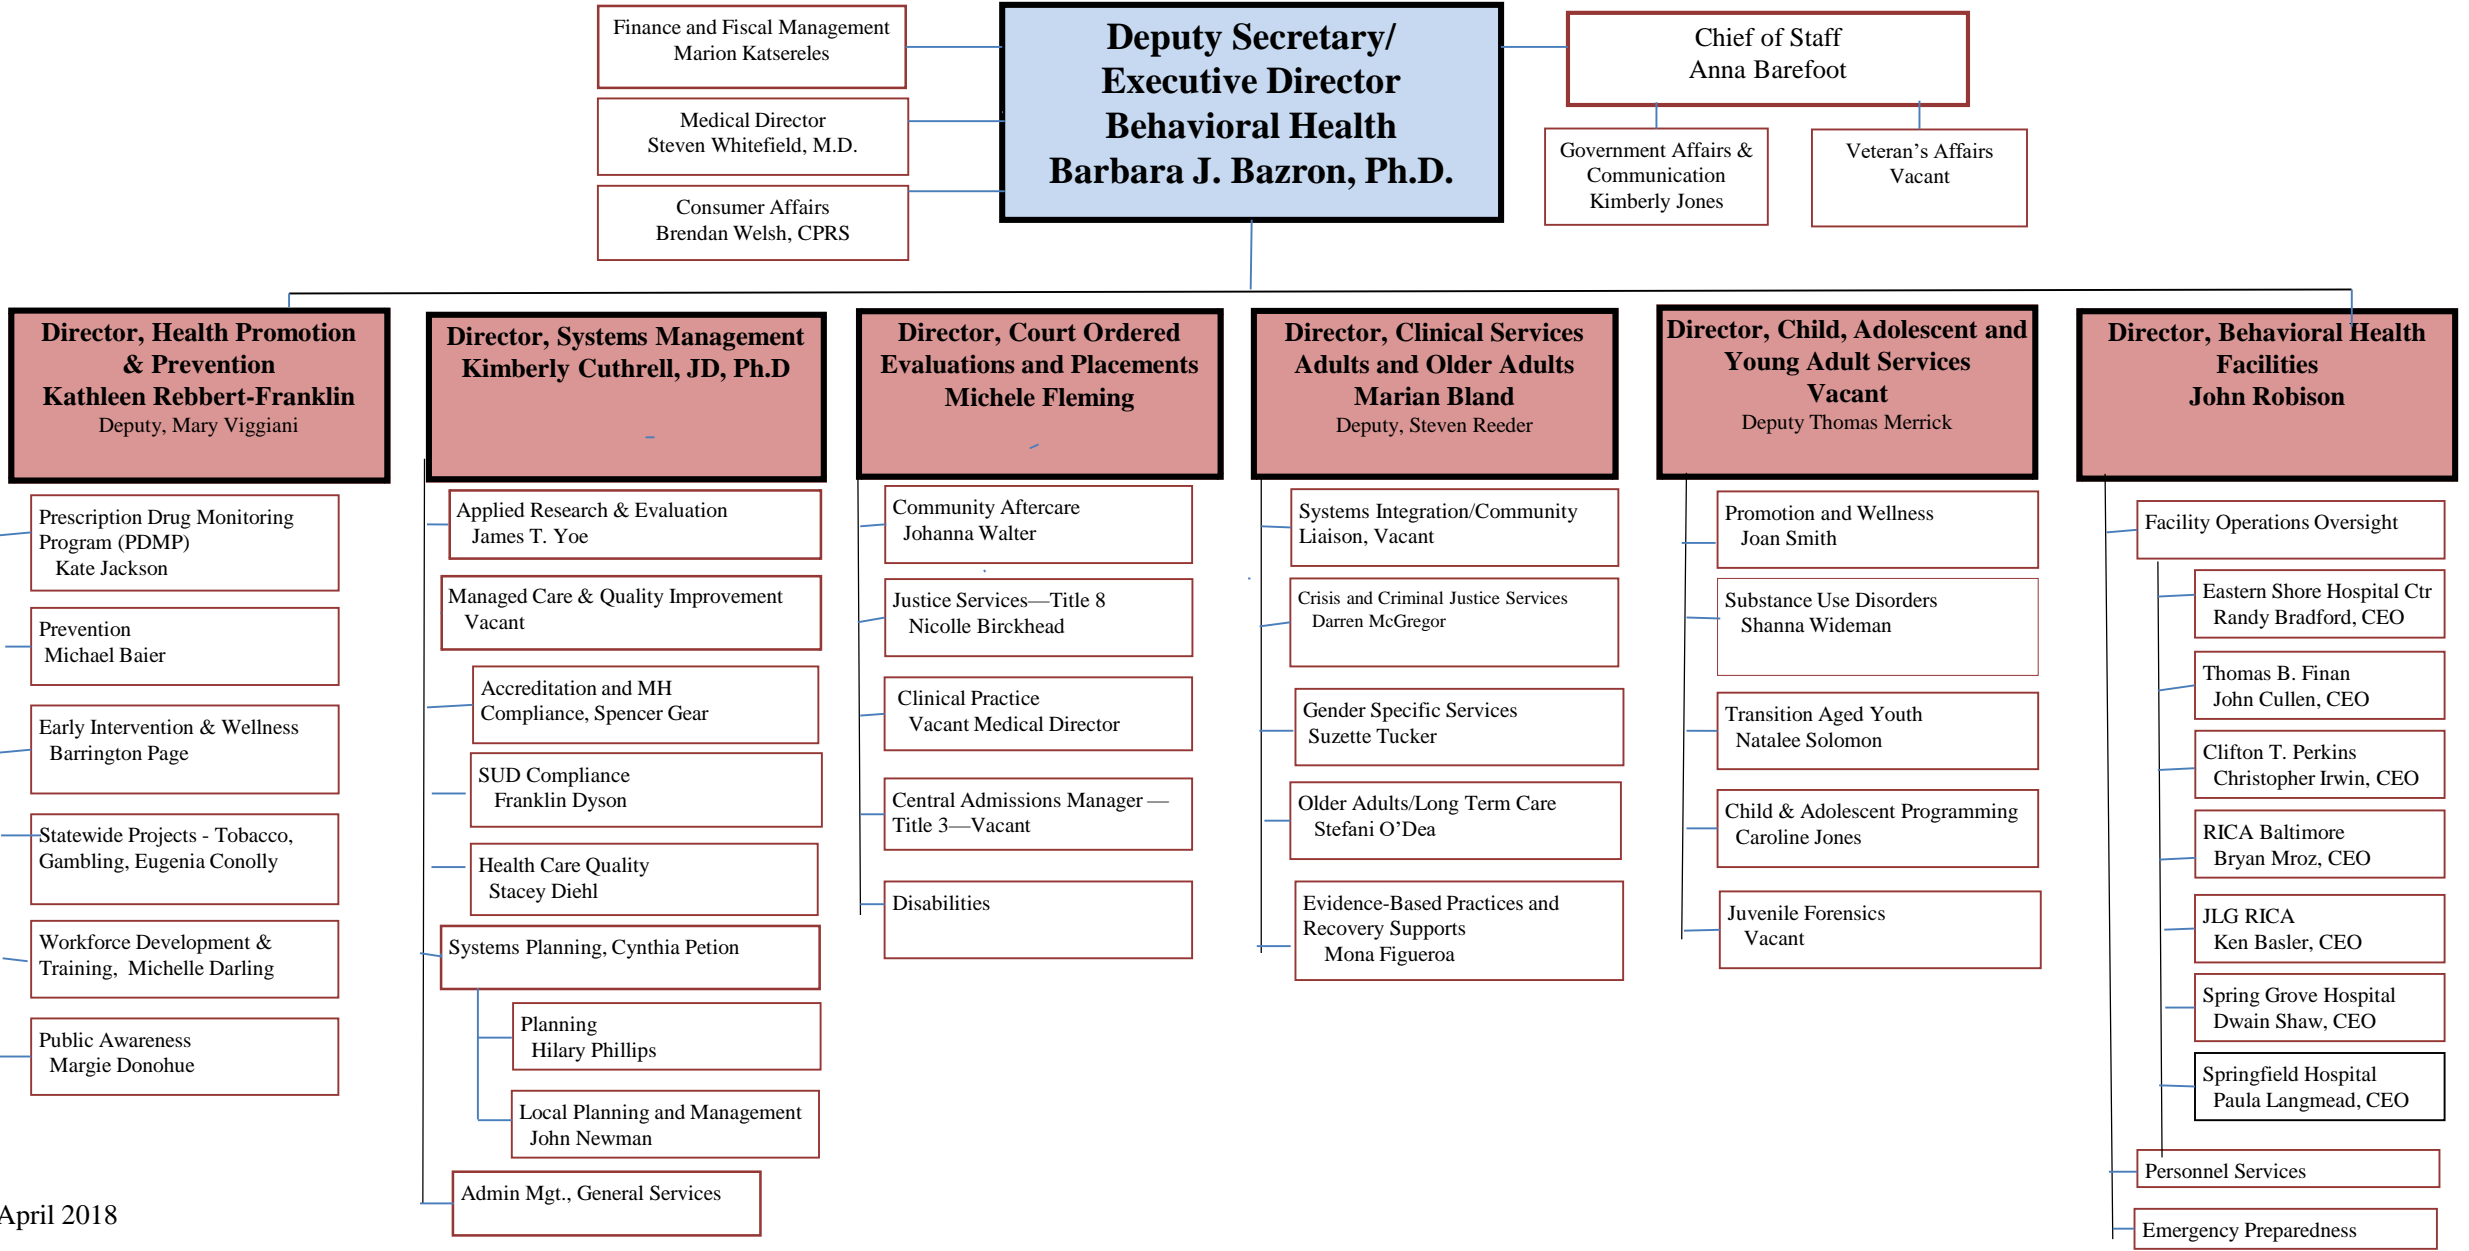 Finance and Fiscal Management
Marion Katsereles
Medical Director
Steven Whitefield, M.D.
Consumer Affairs
Brendan Welsh, CPRS
Deputy Secretary/
Executive Director
Behavioral Health
Barbara J. Bazron, Ph.D.
Chief of Staff
Anna Barefoot
Government Affairs &
Communication
Kimberly Jones
Veteran’s Affairs
Vacant
Director, Health Promotion
& Prevention
Kathleen Rebbert-Franklin
Deputy, Mary Viggiani
Prescription Drug Monitoring
Program (PDMP)
Kate Jackson
Prevention
Michael Baier
Early Intervention & Wellness
Barrington Page
Statewide Projects - Tobacco,
Gambling, Eugenia Conolly
Workforce Development &
Training, Michelle Darling
Public Awareness
Margie Donohue
Director, Systems Management
Kimberly Cuthrell, JD, Ph.D
Applied Research & Evaluation
James T. Yoe
Managed Care & Quality Improvement
Vacant
Accreditation and MH
Compliance, Spencer Gear
SUD Compliance
Franklin Dyson
Health Care Quality
Stacey Diehl
Systems Planning, Cynthia Petion
Planning
Hilary Phillips
Local Planning and Management
John Newman
Admin Mgt., General Services
Director, Court Ordered
Evaluations and Placements
Michele Fleming
Community Aftercare
Johanna Walter
Justice Services—Title 8
Nicolle Birckhead
Clinical Practice
Vacant Medical Director
Central Admissions Manager —
Title 3—Vacant
Disabilities
Director, Clinical Services
Adults and Older Adults
Marian Bland
Deputy, Steven Reeder
Systems Integration/Community
Liaison, Vacant
Crisis and Criminal Justice Services
Darren McGregor
Gender Specific Services
Suzette Tucker
Older Adults/Long Term Care
Stefani O’Dea
Evidence-Based Practices and
Recovery Supports
Mona Figueroa
Director, Child, Adolescent and
Young Adult Services
Vacant
Deputy Thomas Merrick
Promotion and Wellness
Joan Smith
Substance Use Disorders
Shanna Wideman
Transition Aged Youth
Natalee Solomon
Child & Adolescent Programming
Caroline Jones
Juvenile Forensics
Vacant
Director, Behavioral Health
Facilities
John Robison
Facility Operations Oversight
Eastern Shore Hospital Ctr
Randy Bradford, CEO
Thomas B. Finan
John Cullen, CEO
Clifton T. Perkins
Christopher Irwin, CEO
RICA Baltimore
Bryan Mroz, CEO
JLG RICA
Ken Basler, CEO
Spring Grove Hospital
Dwain Shaw, CEO
Springfield Hospital
Paula Langmead, CEO
Personnel Services
Emergency Preparedness
April 2018